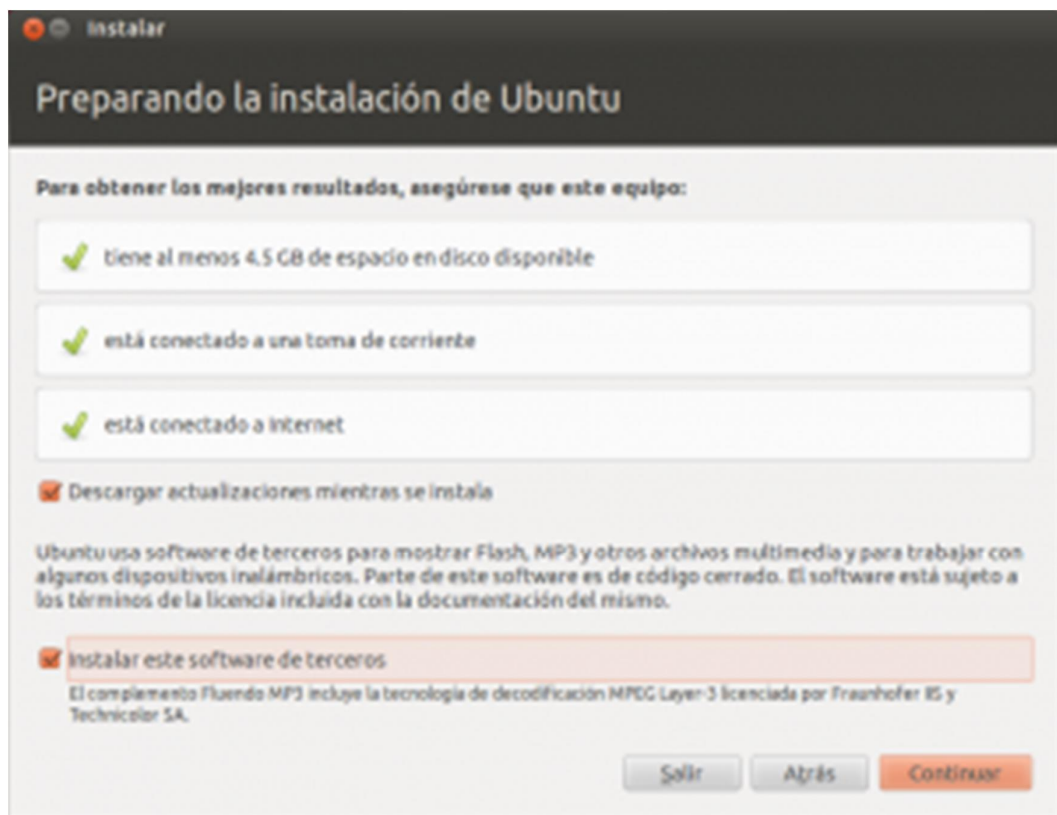 Instalar
Preparando la instalación de Ubuntu
Para obtener los mejores resultados, asegúrese que este equipo:
tiene al menos 4.5 GB de espacio en disco disponible
está conectado a una toma de corriente
está conectado a Internet
Descargar actualizaciones mientras se instala
Ubuntu usa software de terceros para mostrar Flash, MP3 y otros archivos multimedia y para trabajar con
algunos dispositivos inalámbricos. Parte de este software es de código cerrado. El software está sujeto a
los términos de la licencia incluida con la documentación del mismo.
Instalar este software de terceros
El complemento Fluendo MP3 incluye la tecnología de decodificación MPEG Layer-3 licenciada por Fraunhofer IIS y
Technicolor SA.
Salir
Atrás
Continuar